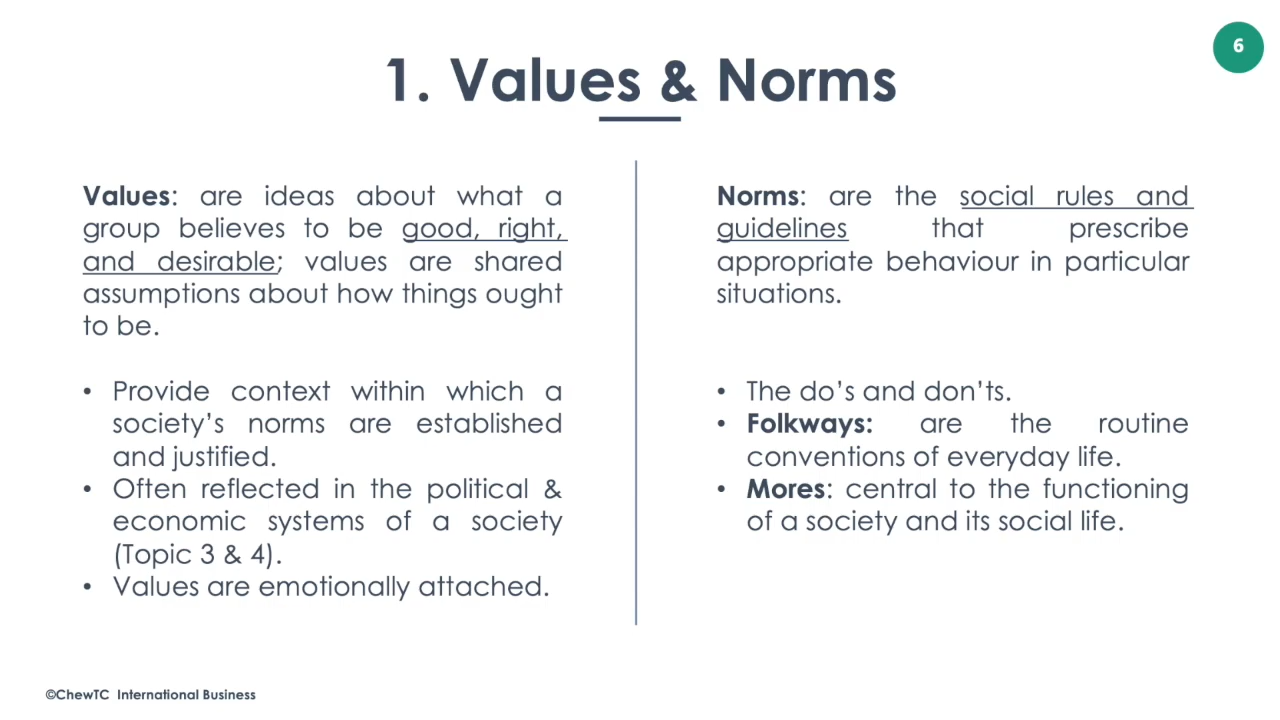 6
1. Values & Norms
Values: are ideas about what a
group believes to be good, right,
and desirable; values are shared
assumptions about how things ought
to be.
• Provide context within which a
society's norms are established
and justified.
• Often reflected in the political &
economic systems of a society
(Topic 3 & 4).
• Values are emotionally attached.
Norms: are the social rules and
guidelines that prescribe
appropriate behaviour in particular
situations.
• The do's and don'ts.
• Folkways: are the routine
conventions of everyday life.
• Mores: central to the functioning
of a society and its social life.
©ChewTC International Business